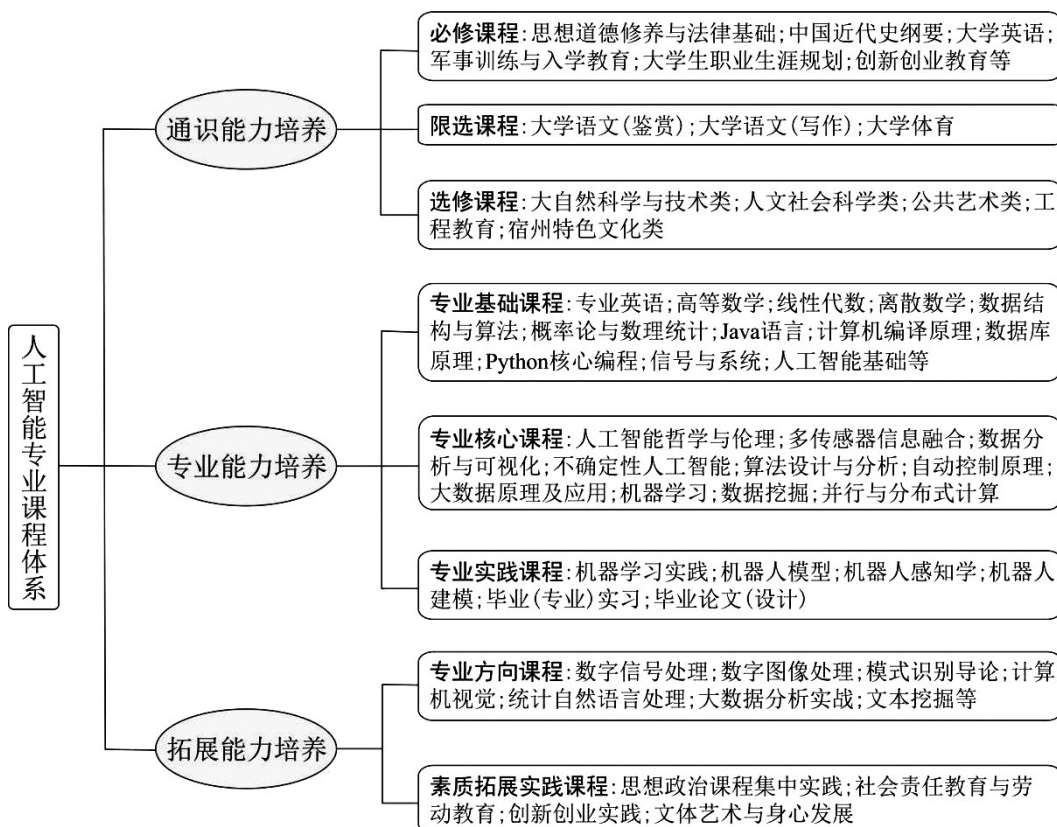 人工智能专业课程体系
通识能力培养
必修课程:思想道德修养与法律基础;中国近代史纲要;大学英语;
军事训练与入学教育;大学生职业生涯规划;创新创业教育等
限选课程:大学语文(鉴赏);大学语文(写作);大学体育
选修课程:大自然科学与技术类;人文社会科学类;公共艺术类;工
程教育;宿州特色文化类
专业能力培养
专业基础课程:专业英语;高等数学;线性代数;离散数学;数据结
构与算法;概率论与数理统计;Java语言;计算机编译原理;数据库
原理;Python核心编程;信号与系统;人工智能基础等
专业核心课程:人工智能哲学与伦理;多传感器信息融合;数据分
析与可视化;不确定性人工智能;算法设计与分析;自动控制原理;
大数据原理及应用;机器学习;数据挖掘;并行与分布式计算
专业实践课程:机器学习实践;机器人模型;机器人感知学;机器人
建模;毕业(专业)实习;毕业论文(设计)
拓展能力培养
专业方向课程:数字信号处理;数字图像处理;模式识别导论;计算
机视觉;统计自然语言处理;大数据分析实战;文本挖掘等
素质拓展实践课程:思想政治课程集中实践;社会责任教育与劳
动教育;创新创业实践;文体艺术与身心发展